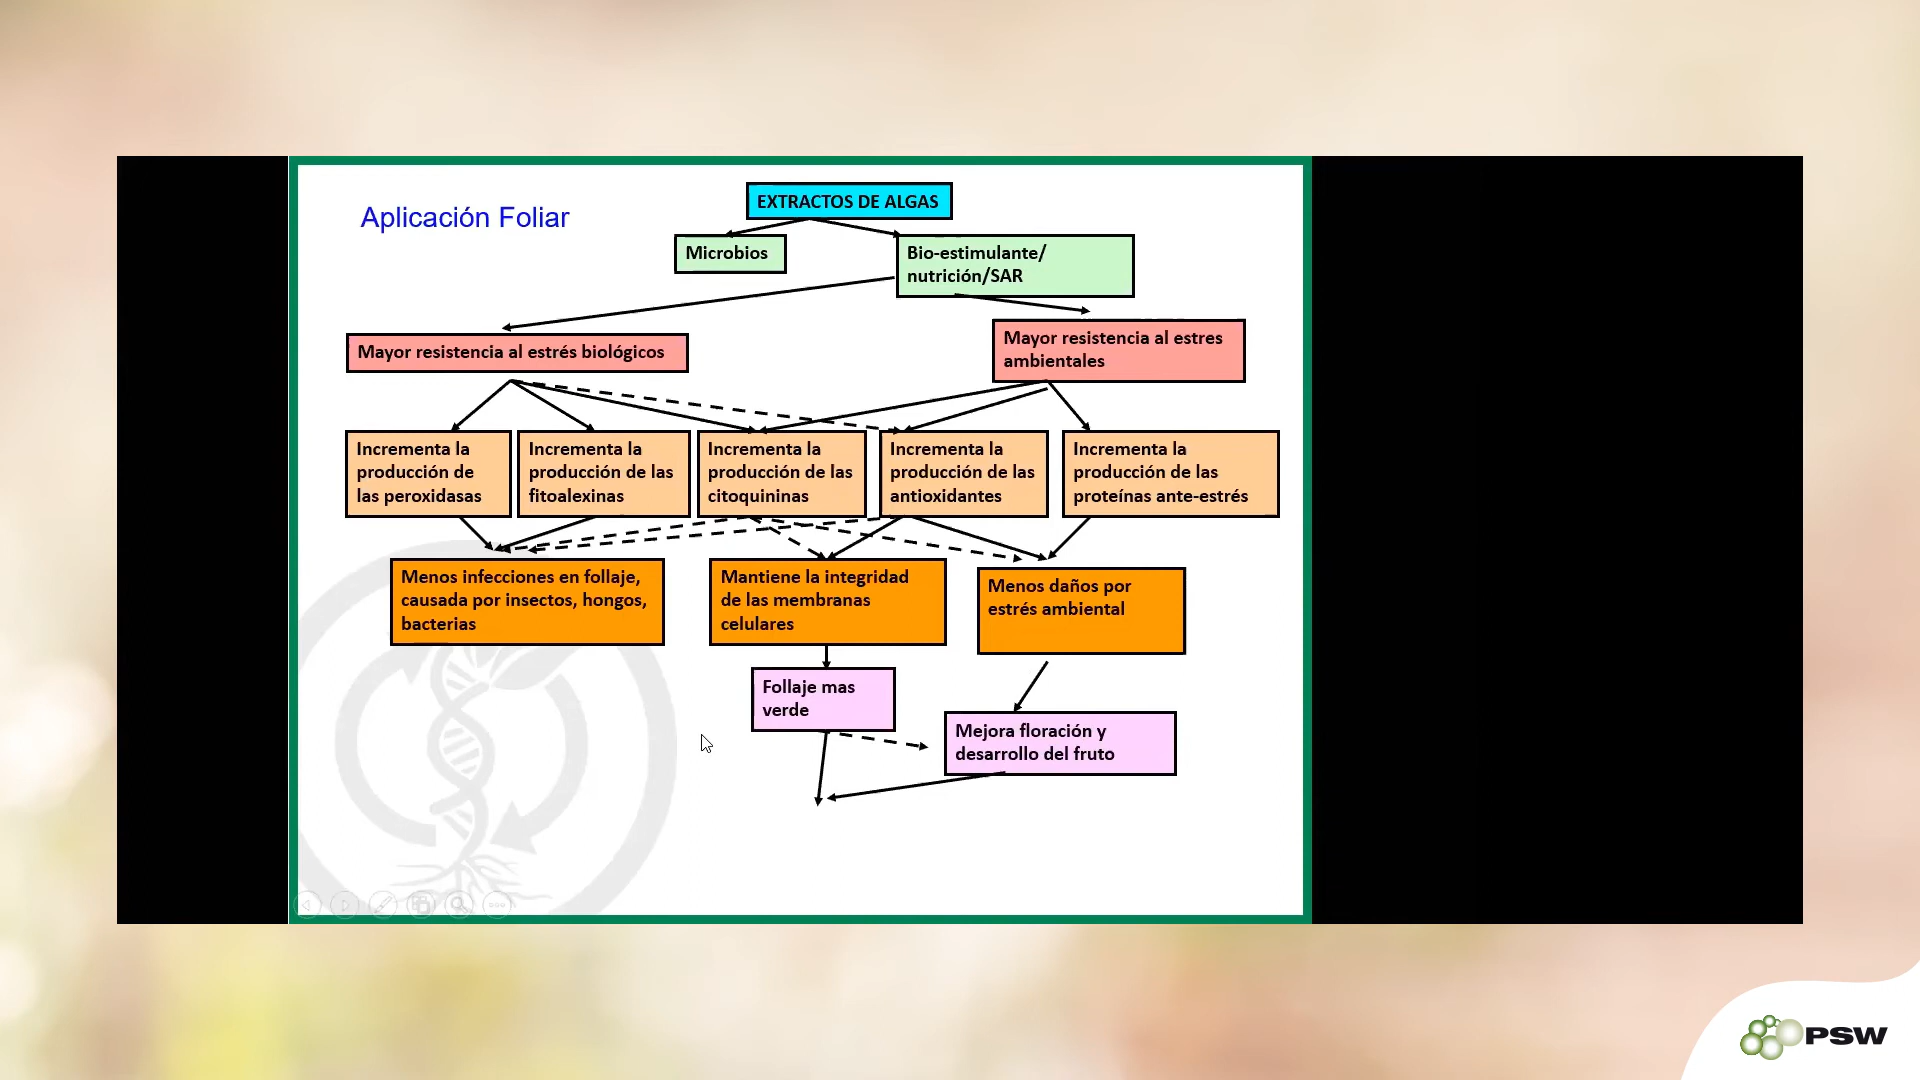 Aplicación Foliar
EXTRACTOS DE ALGAS
Microbios
Bio-estimulante/
nutrición/SAR
Mayor resistencia al estrés biológicos
Mayor resistencia al estres
ambientales
Incrementa la
producción de
las peroxidasas
Incrementa la
producción de las
fitoalexinas
Incrementa la
producción de las
citoquininas
Incrementa la
producción de las
antioxidantes
Incrementa la
producción de las
proteínas ante-estrés
Menos infecciones en follaje,
causada por insectos, hongos,
bacterias
Mantiene la integridad
de las membranas
celulares
Menos daños por
estrés ambiental
Follaje mas
verde
Mejora floración y
desarrollo del fruto
PSW